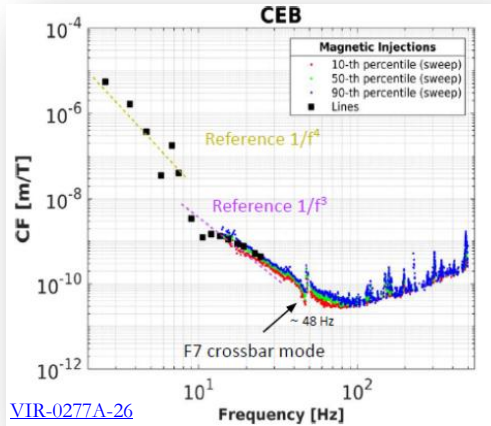 CEB
10⁻⁴
10⁻⁶
10⁻⁸
10⁻¹⁰
10⁻¹²
CF [m/T]
Magnetic Injections
10-th percentile (sweep)
50-th percentile (sweep)
90-th percentile (sweep)
Lines
Reference 1/f⁴
Reference 1/f³
~ 48 Hz
F7 crossbar mode
10¹
10²
Frequency [Hz]
VIR-0277A-26